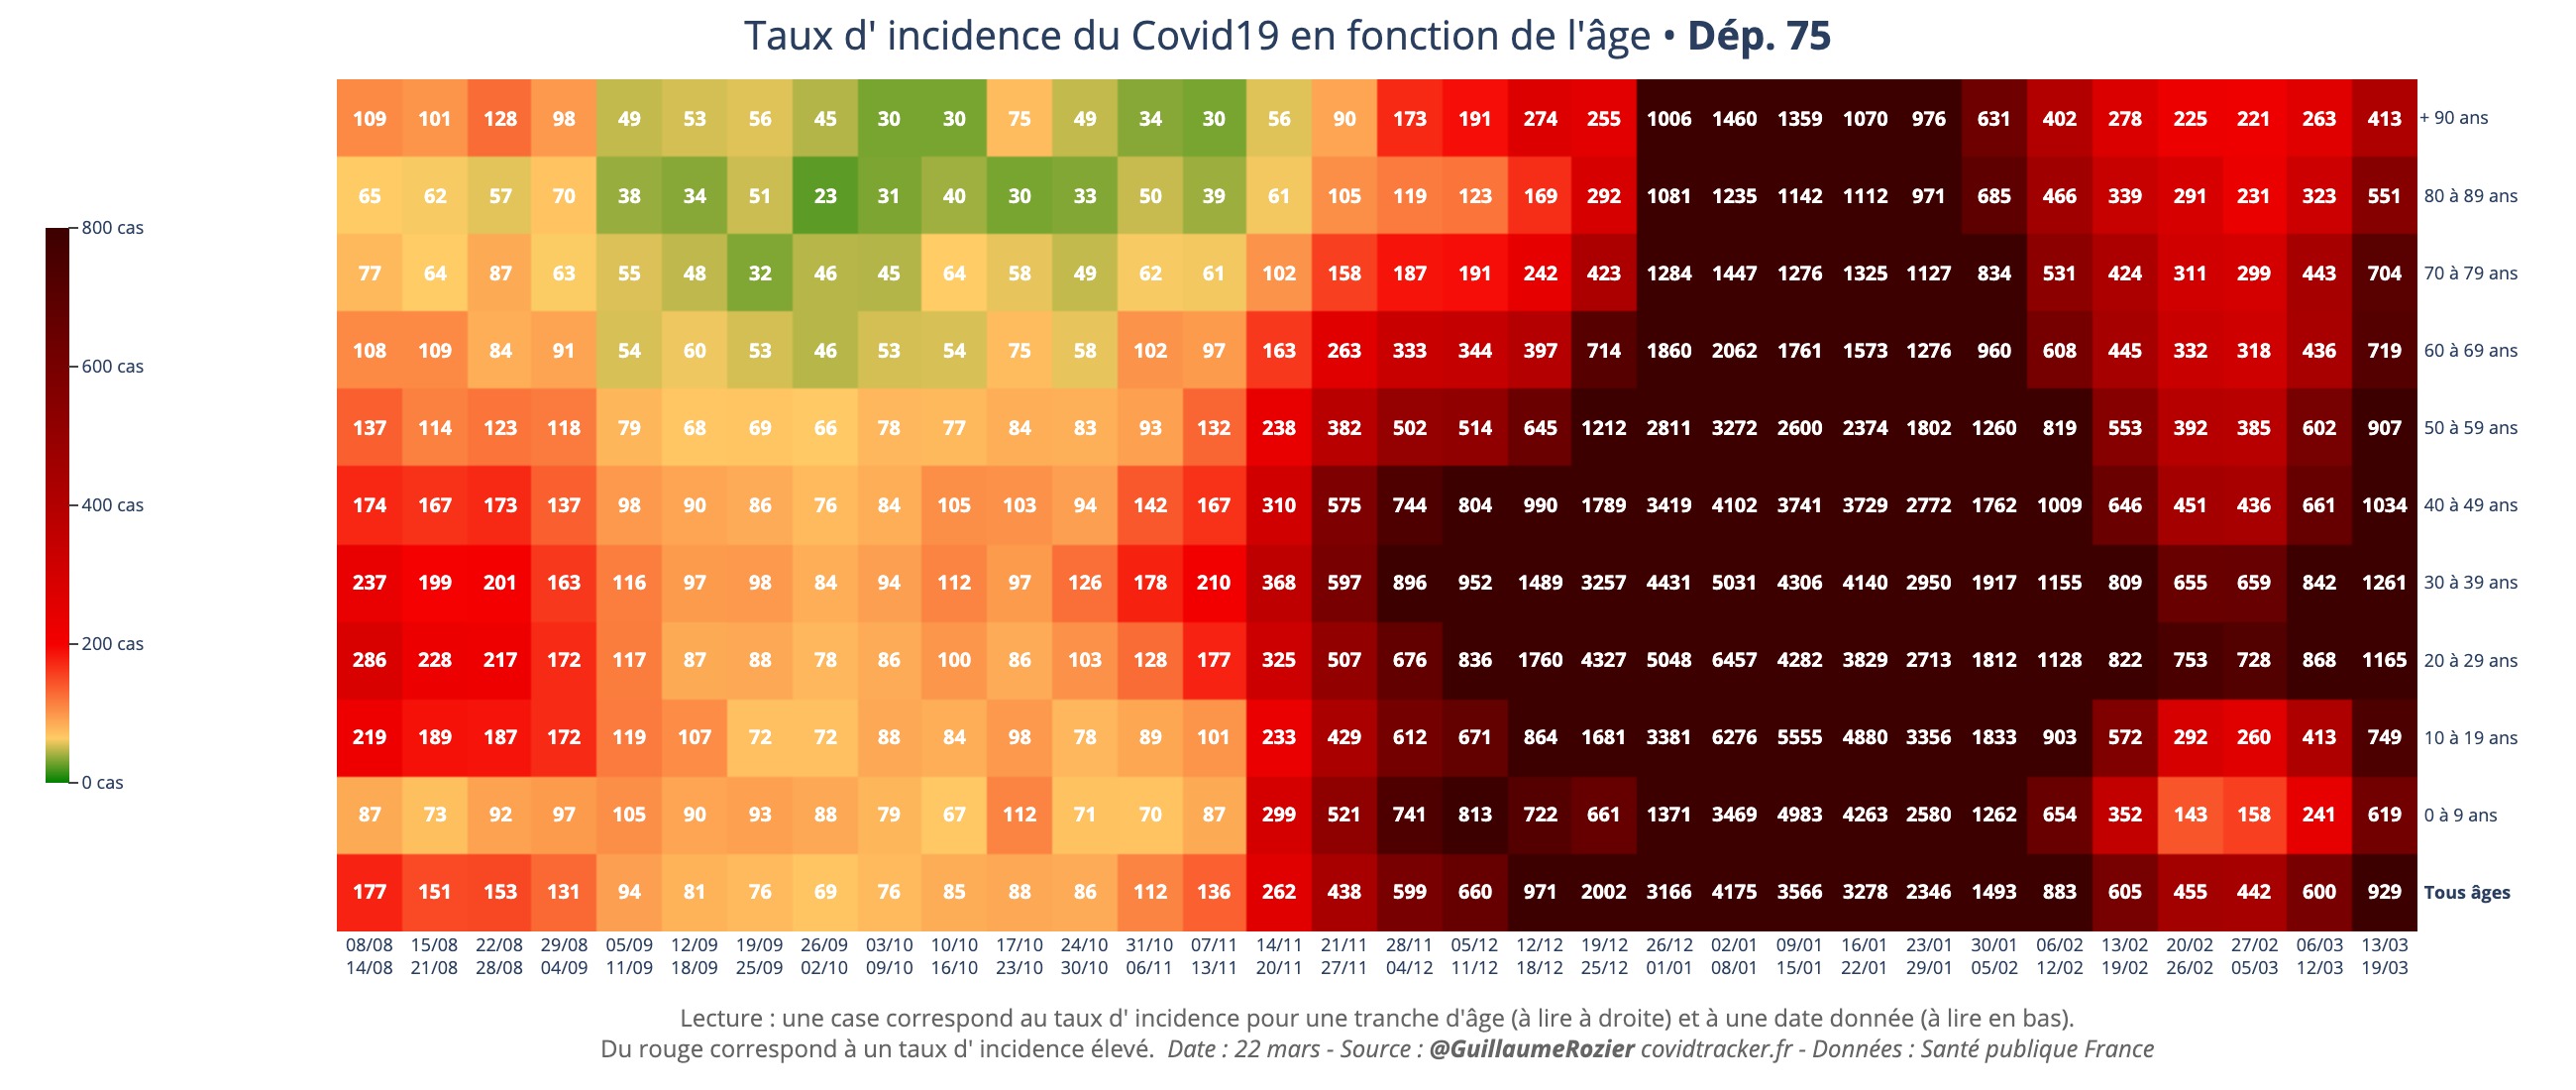 Taux d' incidence du Covid19 en fonction de l'âge • Dép. 75
109 101 128 98 49 53 56 45 30 30 75 49 34 30 56 90 173 191 274 255 1006 1460 1359 1070 976 631 402 278 225 221 263 413 + 90 ans
65 62 57 70 38 34 51 23 31 40 30 33 50 39 61 105 119 123 169 292 1081 1235 1142 1112 971 685 466 339 291 231 323 551 80 à 89 ans
800 cas
77 64 87 63 55 48 32 46 45 64 58 49 62 61 102 158 187 191 242 423 1284 1447 1276 1325 1127 834 531 424 311 299 443 704 70 à 79 ans
108 109 84 91 54 60 53 46 53 54 75 58 102 97 163 263 333 344 397 714 1860 2062 1761 1573 1276 960 608 445 332 318 436 719 60 à 69 ans
600 cas
137 114 123 118 79 68 69 66 78 77 84 83 93 132 238 382 502 514 645 1212 2811 3272 2600 2374 1802 1260 819 553 392 385 602 907 50 à 59 ans
400 cas
174 167 173 137 98 90 86 76 84 105 103 94 142 167 310 575 744 804 990 1789 3419 4102 3741 3729 2772 1762 1009 646 451 436 661 1034 40 à 49 ans
237 199 201 163 116 97 98 84 94 112 97 126 178 210 368 597 896 952 1489 3257 4431 5031 4306 4140 2950 1917 1155 809 655 659 842 1261 30 à 39 ans
200 cas
286 228 217 172 117 87 88 78 86 100 86 103 128 177 325 507 676 836 1760 4327 5048 6457 4282 3829 2713 1812 1128 822 753 728 868 1165 20 à 29 ans
219 189 187 172 119 107 72 72 88 84 98 78 89 101 233 429 612 671 864 1681 3381 6276 5555 4880 3356 1833 903 572 292 260 413 749 10 à 19 ans
0 cas
87 73 92 97 105 90 93 88 79 67 112 71 70 87 299 521 741 813 722 661 1371 3469 4983 4263 2580 1262 654 352 143 158 241 619 0 à 9 ans
177 151 153 131 94 81 76 69 76 85 88 86 112 136 262 438 599 660 971 2002 3166 4175 3566 3278 2346 1493 883 605 455 442 600 929 Tous âges
08/08 15/08 22/08 29/08 05/09 12/09 19/09 26/09 03/10 10/10 17/10 24/10 31/10 07/11 14/11 21/11 28/11 05/12 12/12 19/12 26/12 02/01 09/01 16/01 23/01 30/01 06/02 13/02 20/02 27/02 06/03 13/03
14/08 21/08 28/08 04/09 11/09 18/09 25/09 02/10 09/10 16/10 23/10 30/10 06/11 13/11 20/11 27/11 04/12 11/12 18/12 25/12 01/01 08/01 15/01 22/01 29/01 05/02 12/02 19/02 26/02 05/03 12/03 19/03
Lecture : une case correspond au taux d' incidence pour une tranche d'âge (à lire à droite) et à une date donnée (à lire en bas).
Du rouge correspond à un taux d' incidence élevé. Date : 22 mars - Source : @GuillaumeRozier covidtracker.fr - Données : Santé publique France